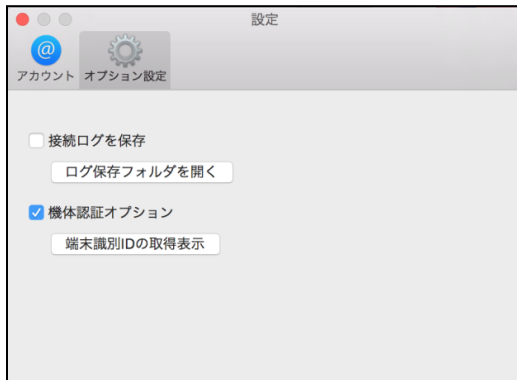 設定
@
アカウント オプション設定
接続ログを保存
ログ保存フォルダを開く
機体認証オプション
端末識別IDの取得表示